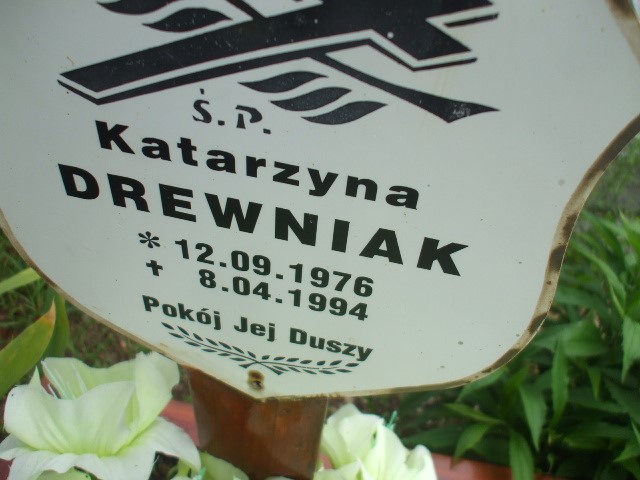 Ś.P.
Katarzyna
DREWNIAK
* 12.09.1976
✝ 8.04.1994
Pokój Jej Duszy